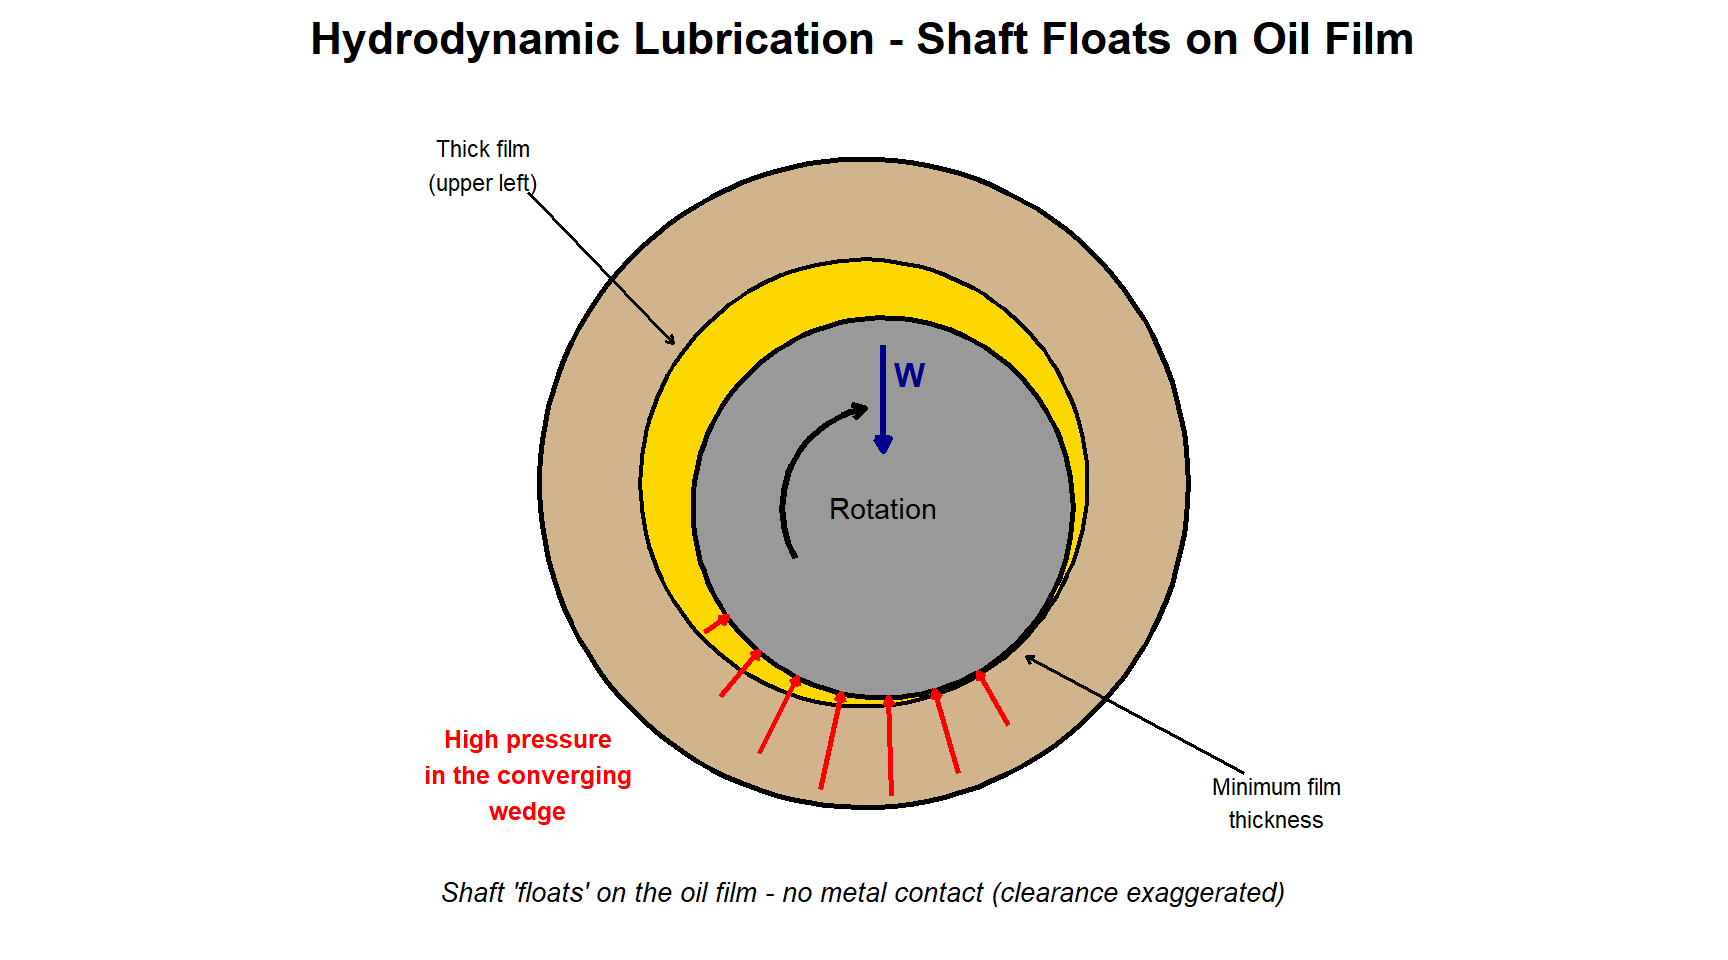 Hydrodynamic Lubrication - Shaft Floats on Oil Film
Thick film
(upper left)
W
Rotation
High pressure
in the converging
wedge
Minimum film
thickness
Shaft 'floats' on the oil film - no metal contact (clearance exaggerated)